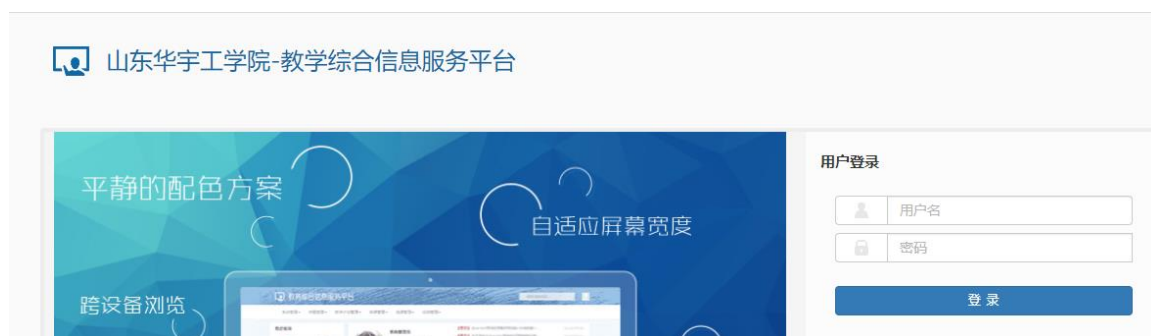 山东华宇工学院-教学综合信息服务平台
平静的配色方案
自适应屏幕宽度
跨设备浏览
用户登录
用户名
密码
登 录